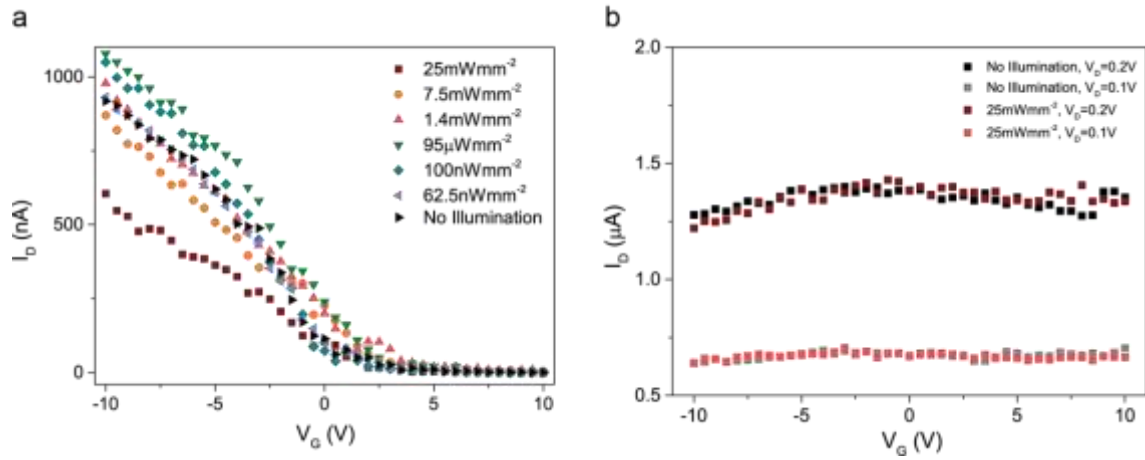 a
1000
500
0
I_D (nA)
-10 -5 0 5 10
V_G (V)
25mWmm⁻²
7.5mWmm⁻²
1.4mWmm⁻²
95µWmm⁻²
100nWmm⁻²
62.5nWmm⁻²
No Illumination
b
2.0
1.5
1.0
0.5
I_D (µA)
-10 -5 0 5 10
V_G (V)
No Illumination, V_D=0.2V
No Illumination, V_D=0.1V
25mWmm⁻², V_D=0.2V
25mWmm⁻², V_D=0.1V